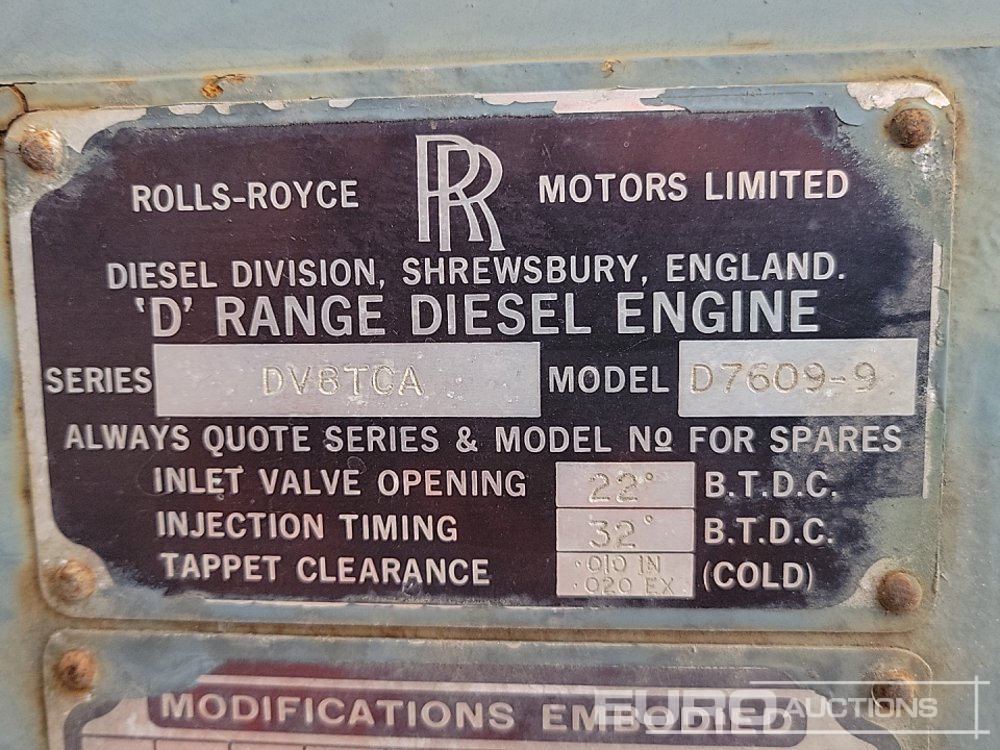 ROLLS-ROYCE RR MOTORS LIMITED
DIESEL DIVISION, SHREWSBURY, ENGLAND.
'D' RANGE DIESEL ENGINE
SERIES DV8TCA MODEL D7609-9
ALWAYS QUOTE SERIES & MODEL Nº FOR SPARES
INLET VALVE OPENING 22° B.T.D.C.
INJECTION TIMING 32° B.T.D.C.
TAPPET CLEARANCE .010 IN (COLD)
.020 EX
MODIFICATIONS EMBODIED
EURO AUCTIONS